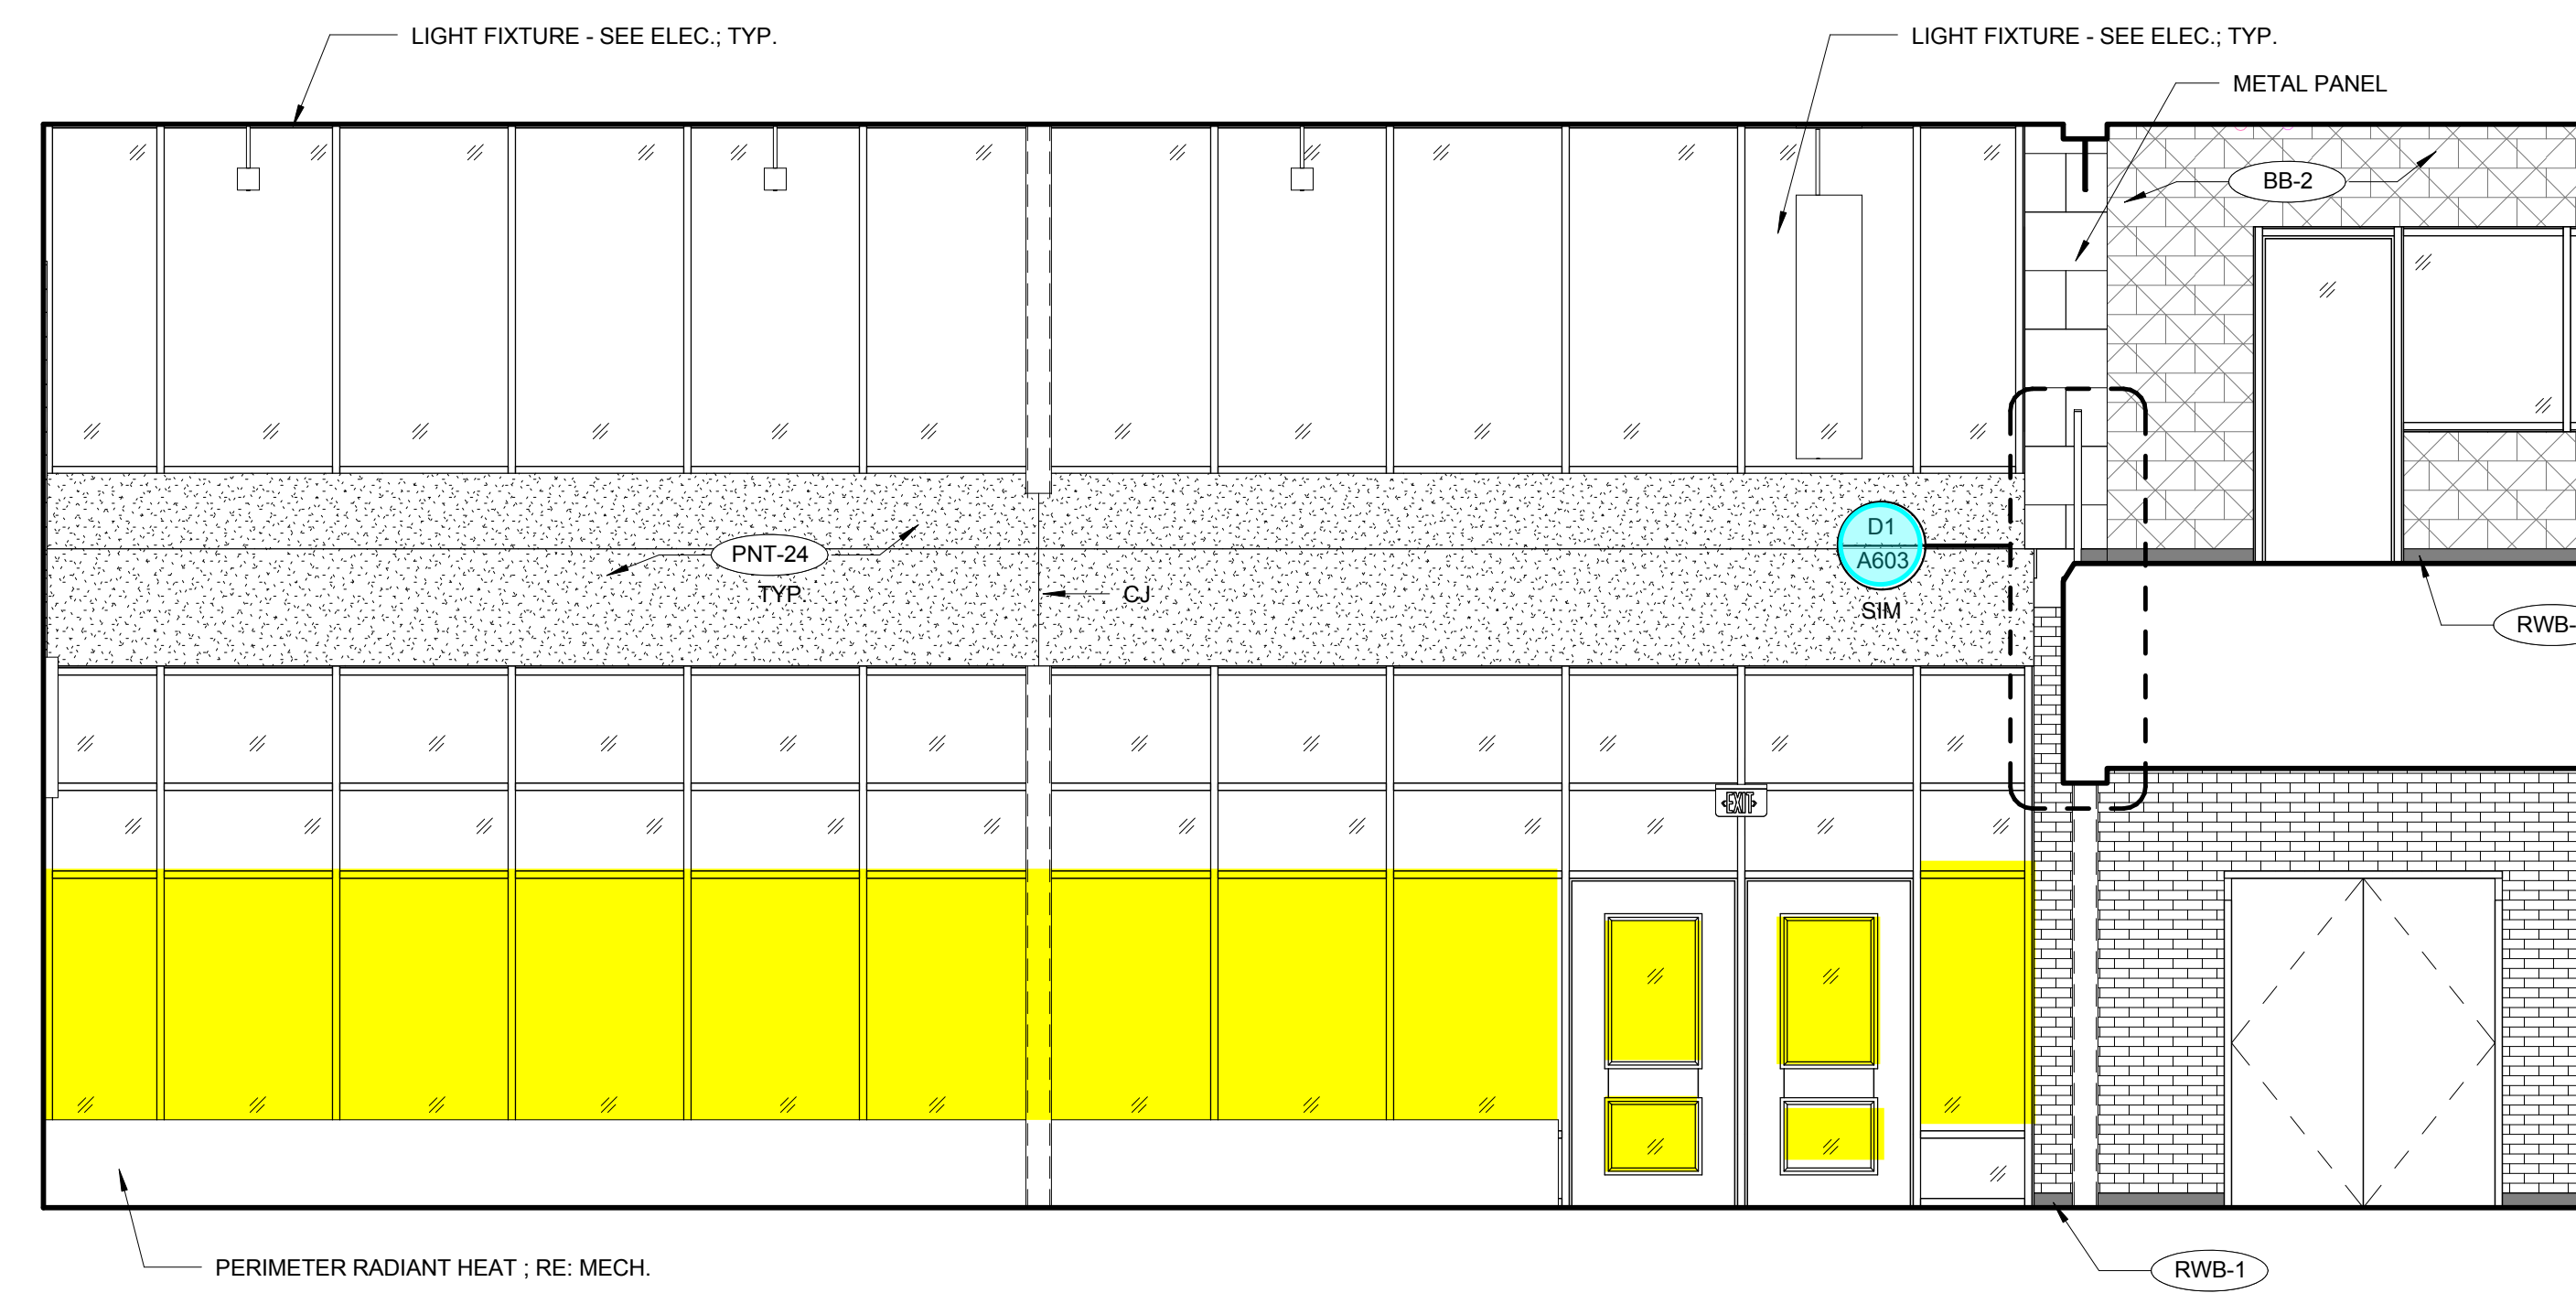 LIGHT FIXTURE - SEE ELEC.; TYP.
LIGHT FIXTURE - SEE ELEC.; TYP.
METAL PANEL
BB-2
D1
A603
SIM
PNT-24
TYP.
CJ
RWB-
EXIT
PERIMETER RADIANT HEAT ; RE: MECH.
RWB-1